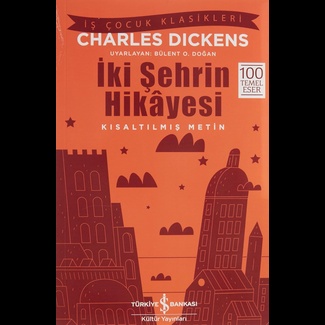 İŞ ÇOCUK KLASİKLERİ
CHARLES DICKENS
UYARLAYAN: BÜLENT O. DOĞAN
İki Şehrin
Hikâyesi
100
TEMEL
ESER
KISALTILMIŞ METİN
TÜRKİYE İŞ BANKASI
Kültür Yayınları